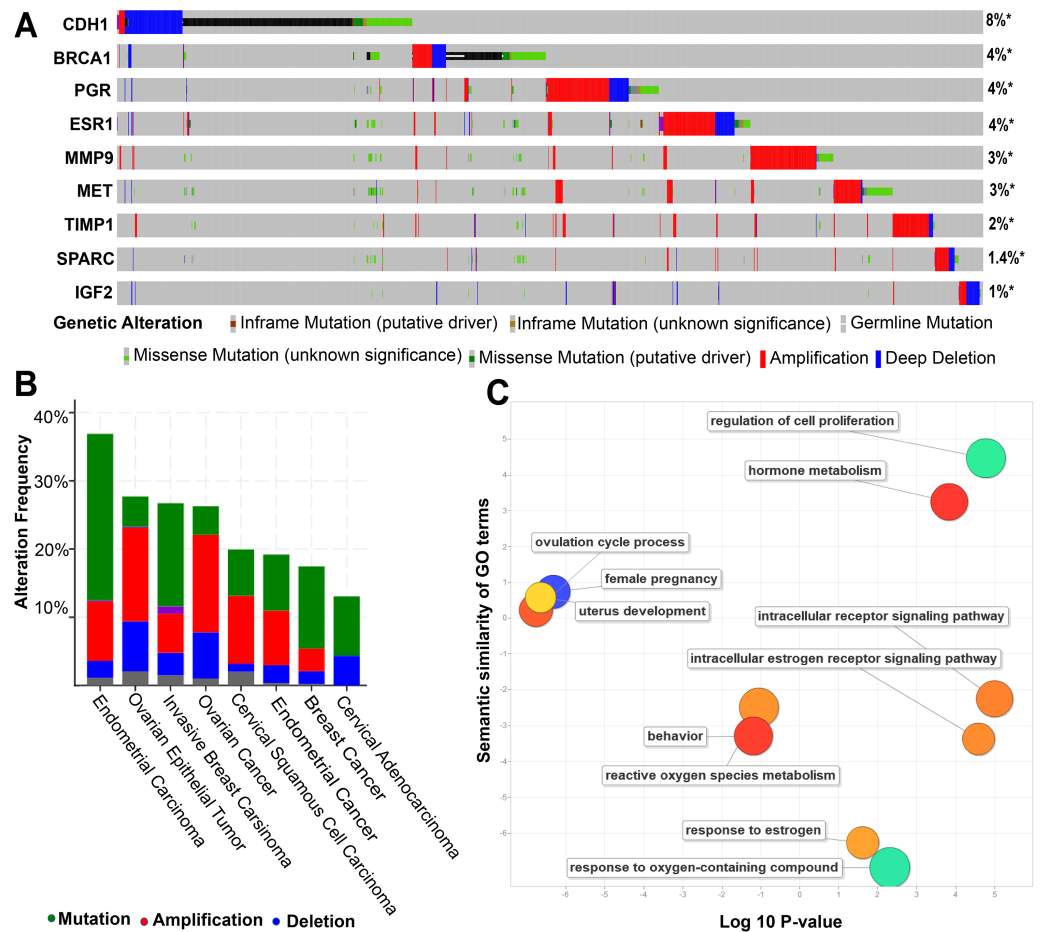 A
CDH1 8%*
BRCA1 4%*
PGR 4%*
ESR1 4%*
MMP9 3%*
MET 3%*
TIMP1 2%*
SPARC 1.4%*
IGF2 1%*
Genetic Alteration Inframe Mutation (putative driver) Inframe Mutation (unknown significance) Germline Mutation
Missense Mutation (unknown significance) Missense Mutation (putative driver) Amplification Deep Deletion
B
Alteration Frequency
40%
30%
20%
10%
Endometrial Carcinoma
Ovarian Epithelial Tumor
Invasive Breast Carsinoma
Ovarian Cancer
Cervical Squamous Cell Carcinoma
Endometrial Cancer
Breast Cancer
Cervical Adenocarcinoma
Mutation Amplification Deletion
C
Semantic similarity of GO terms
5
4
3
2
1
0
-1
-2
-3
-4
-5
-6
regulation of cell proliferation
hormone metabolism
ovulation cycle process
female pregnancy
uterus development
intracellular receptor signaling pathway
intracellular estrogen receptor signaling pathway
behavior
reactive oxygen species metabolism
response to estrogen
response to oxygen-containing compound
-6 -5 -4 -3 -2 -1 0 1 2 3 4 5
Log 10 P-value